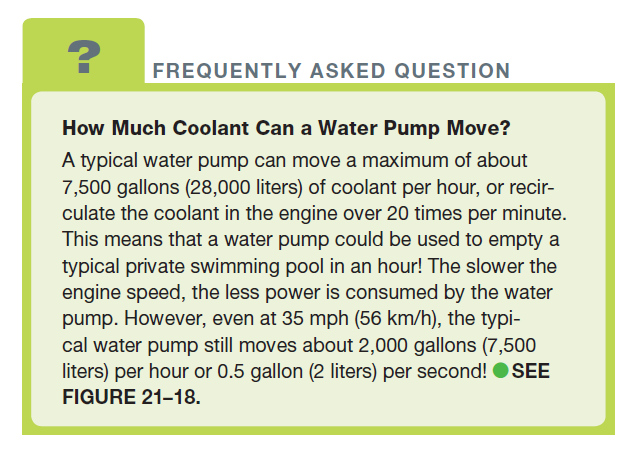 ?
FREQUENTLY ASKED QUESTION
How Much Coolant Can a Water Pump Move?
A typical water pump can move a maximum of about
7,500 gallons (28,000 liters) of coolant per hour, or recir-
culate the coolant in the engine over 20 times per minute.
This means that a water pump could be used to empty a
typical private swimming pool in an hour! The slower the
engine speed, the less power is consumed by the water
pump. However, even at 35 mph (56 km/h), the typi-
cal water pump still moves about 2,000 gallons (7,500
liters) per hour or 0.5 gallon (2 liters) per second! ● SEE
FIGURE 21–18.